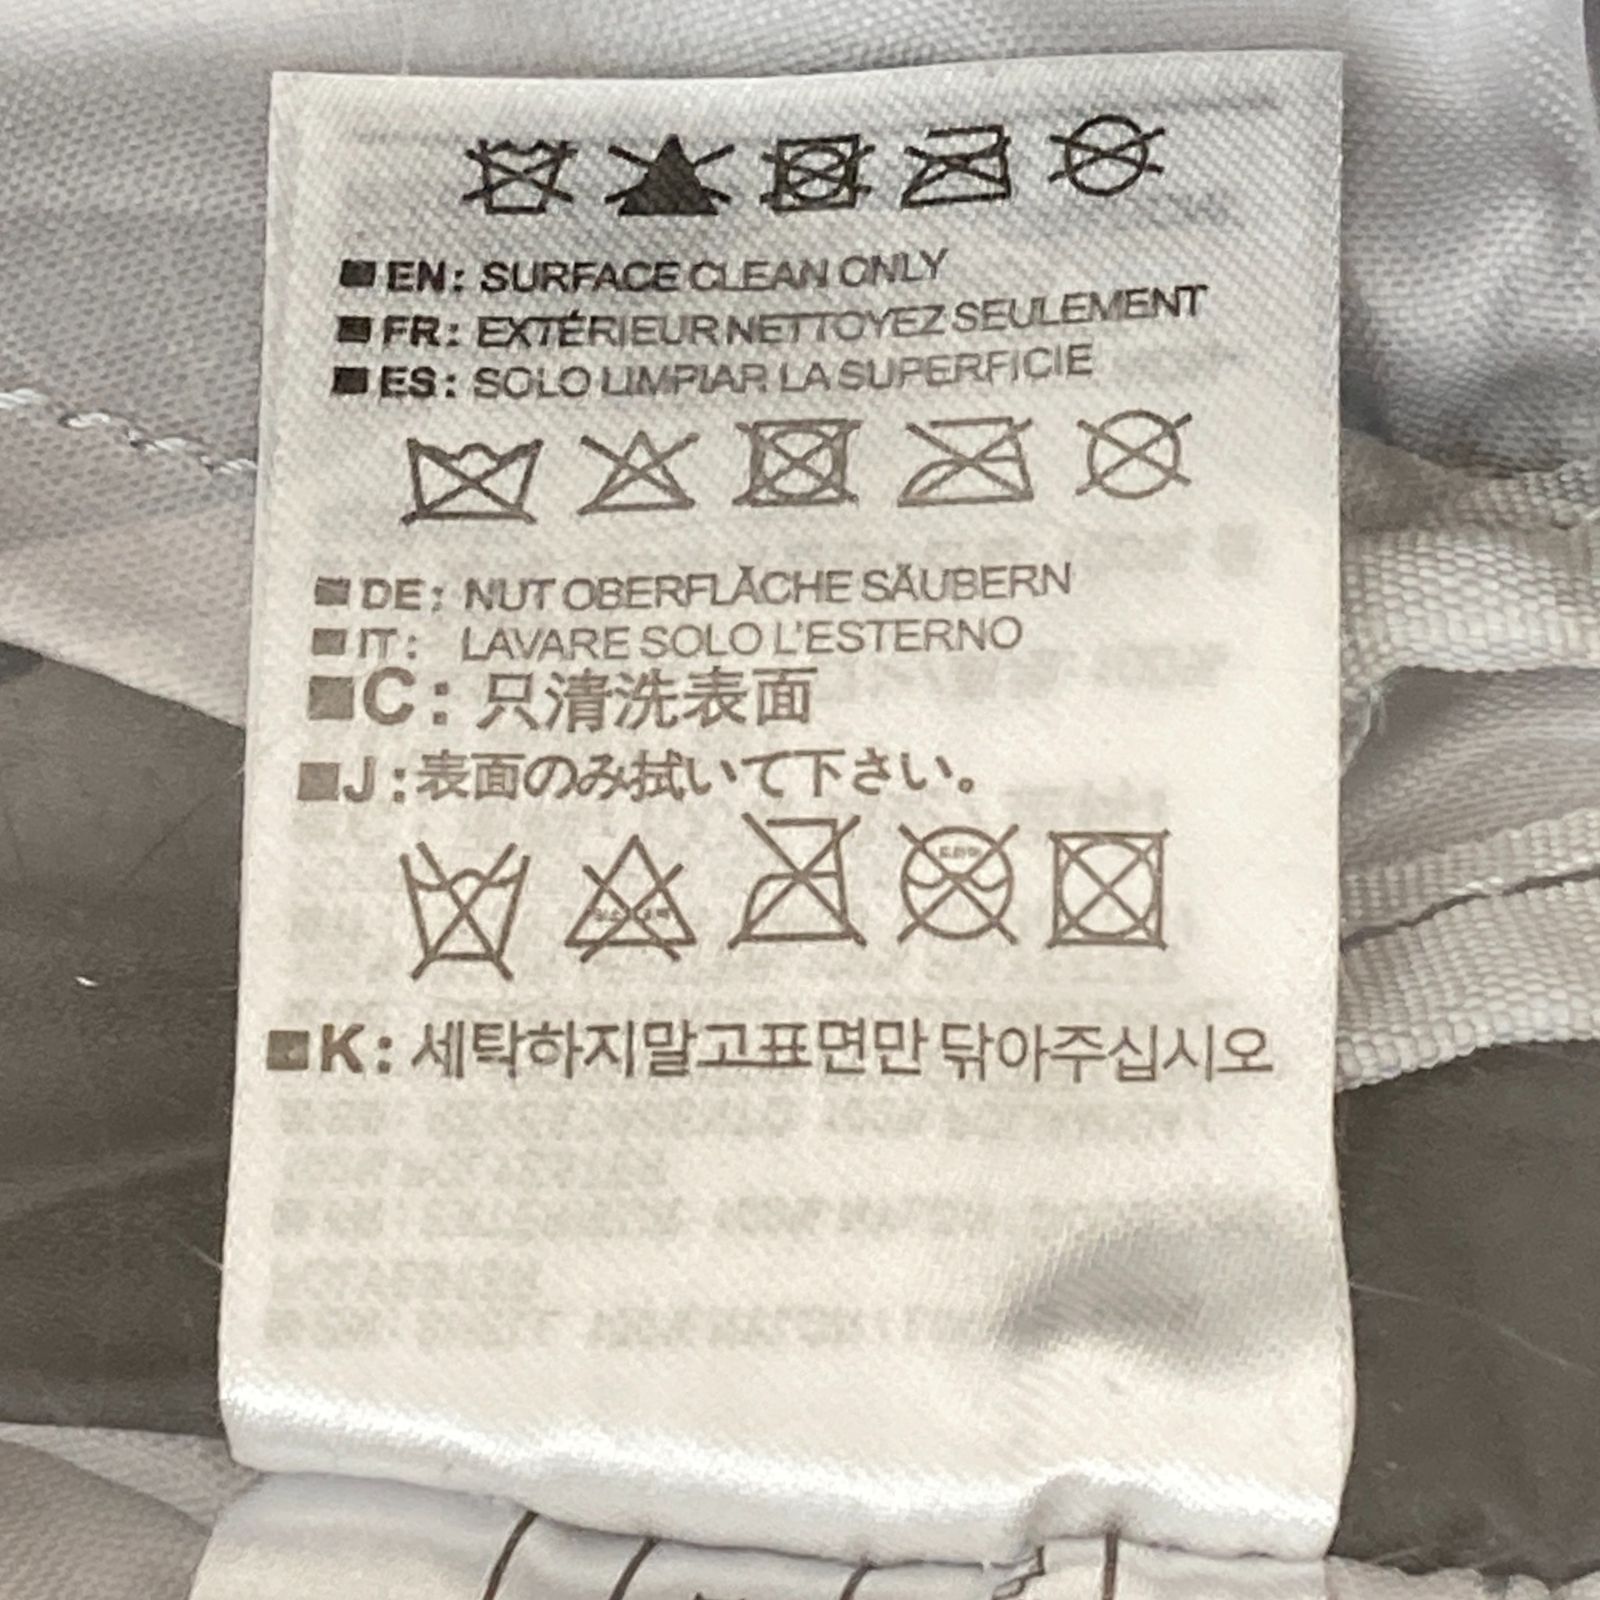 EN: SURFACE CLEAN ONLY
FR: EXTÉRIEUR NETTOYEZ SEULEMENT
ES: SOLO LIMPIAR LA SUPERFICIE
DE: NUT OBERFLÄCHE SÄUBERN
IT: LAVARE SOLO L'ESTERNO
C: 只清洗表面
J: 表面のみ拭いて下さい。
K: 세탁하지말고표면만 닦아주십시오